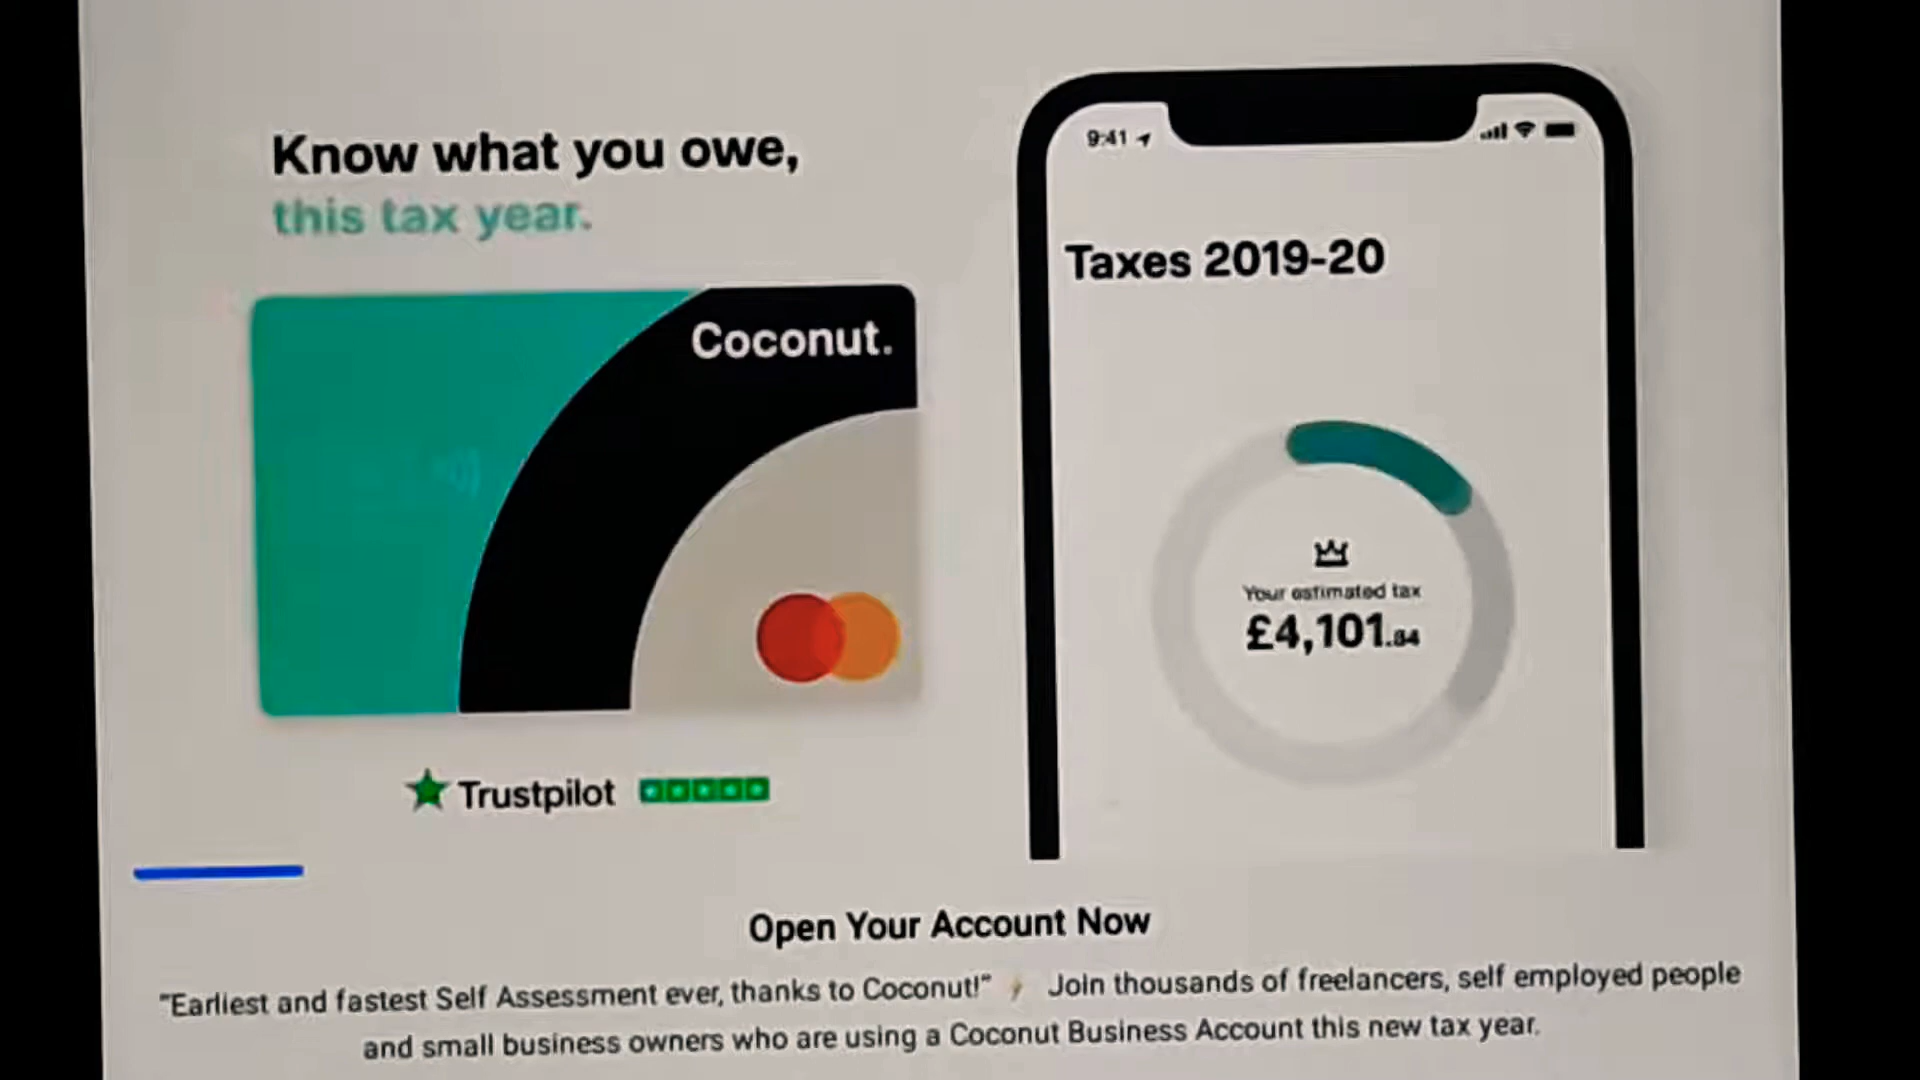 Know what you owe,
this tax year.
Coconut.
Trustpilot
9:41
Taxes 2019-20
Your estimated tax
£4,101.84
Open Your Account Now
"Earliest and fastest Self Assessment ever, thanks to Coconut!" ⚡ Join thousands of freelancers, self employed people
and small business owners who are using a Coconut Business Account this new tax year.